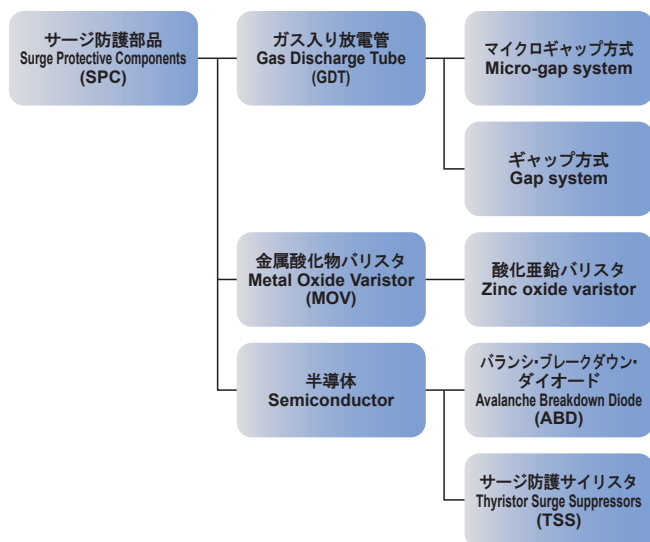 サージ防護部品
Surge Protective Components
(SPC)
ガス入り放電管
Gas Discharge Tube
(GDT)
マイクロギャップ方式
Micro-gap system
ギャップ方式
Gap system
金属酸化物バリスタ
Metal Oxide Varistor
(MOV)
酸化亜鉛バリスタ
Zinc oxide varistor
半導体
Semiconductor
バランシ・ブレークダウン・
ダイオード
Avalanche Breakdown Diode
(ABD)
サージ防護サイリスタ
Thyristor Surge Suppressors
(TSS)